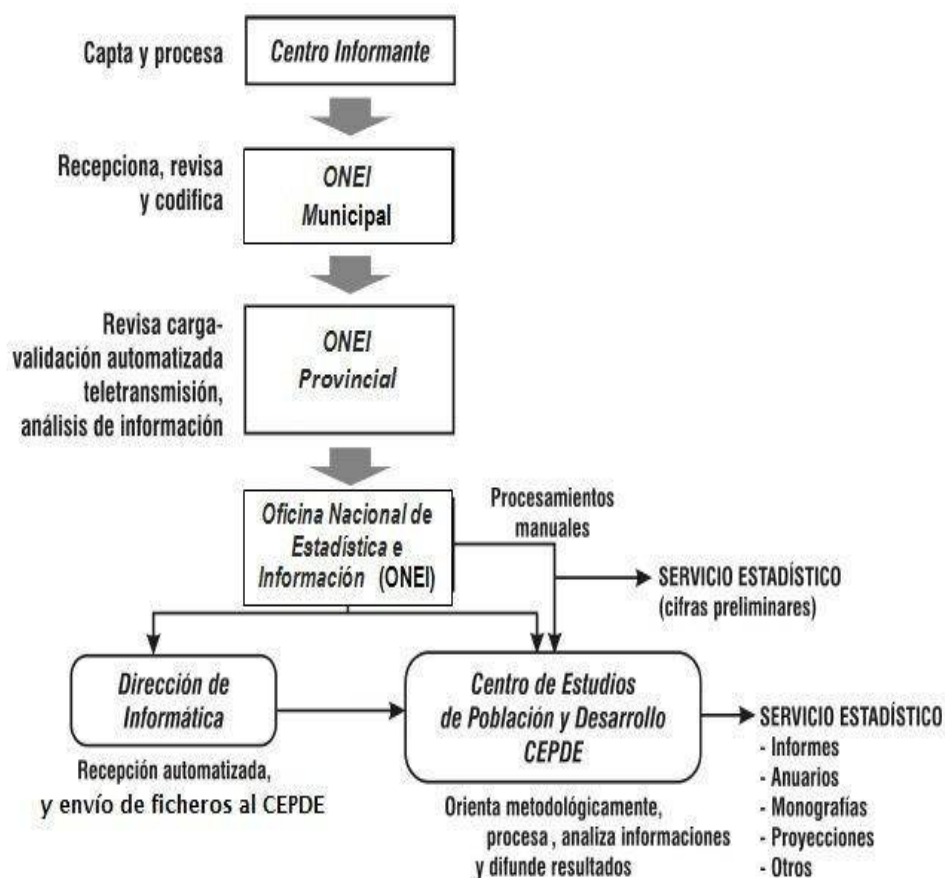 Capta y procesa
Centro Informante
Recepciona, revisa
y codifica
ONEI
Municipal
Revisa carga-
validación automatizada
teletransmisión,
análisis de información
ONEI
Provincial
Oficina Nacional de
Estadística e
Información (ONEI)
Procesamientos
manuales
SERVICIO ESTADÍSTICO
(cifras preliminares)
Dirección de
Informática
Recepción automatizada,
y envío de ficheros al CEPDE
Centro de Estudios
de Población y Desarrollo
CEPDE
Orienta metodológicamente,
procesa , analiza informaciones
y difunde resultados
SERVICIO ESTADÍSTICO
- Informes
- Anuarios
- Monografías
- Proyecciones
- Otros